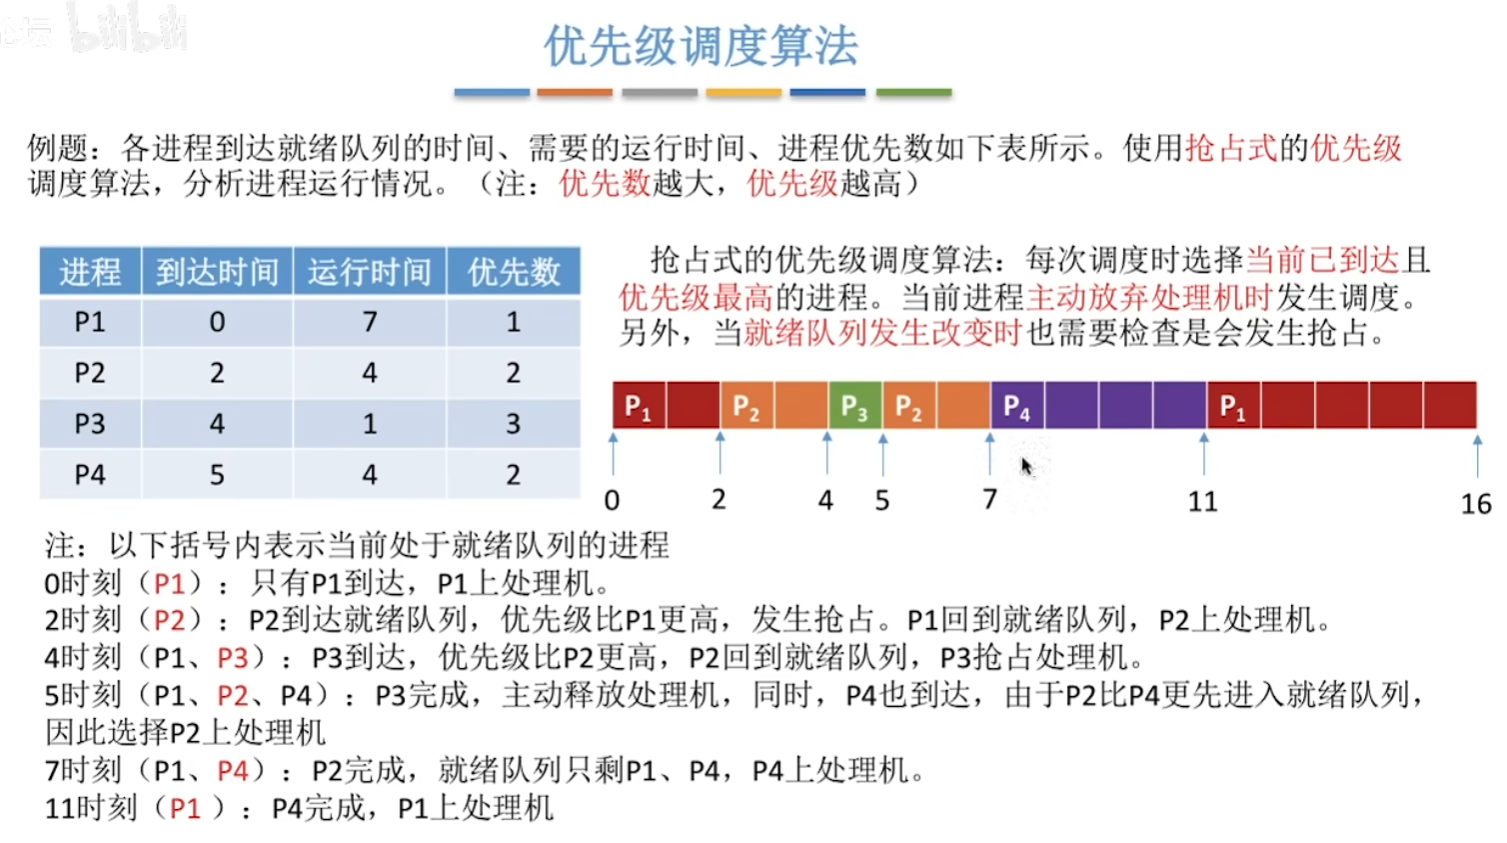 论坛 bilibili
优先级调度算法
例题：各进程到达就绪队列的时间、需要的运行时间、进程优先数如下表所示。使用抢占式的优先级
调度算法，分析进程运行情况。（注：优先数越大，优先级越高）
进程 到达时间 运行时间 优先数
P1 0 7 1
P2 2 4 2
P3 4 1 3
P4 5 4 2
抢占式的优先级调度算法：每次调度时选择当前已到达且
优先级最高的进程。当前进程主动放弃处理机时发生调度。
另外，当就绪队列发生改变时也需要检查是会发生抢占。
P1 P2 P3 P2 P4 P1
0 2 4 5 7 11 16
注：以下括号内表示当前处于就绪队列的进程
0时刻（P1）：只有P1到达，P1上处理机。
2时刻（P2）：P2到达就绪队列，优先级比P1更高，发生抢占。P1回到就绪队列，P2上处理机。
4时刻（P1、P3）：P3到达，优先级比P2更高，P2回到就绪队列，P3抢占处理机。
5时刻（P1、P2、P4）：P3完成，主动释放处理机，同时，P4也到达，由于P2比P4更先进入就绪队列，
因此选择P2上处理机
7时刻（P1、P4）：P2完成，就绪队列只剩P1、P4，P4上处理机。
11时刻（P1 ）：P4完成，P1上处理机